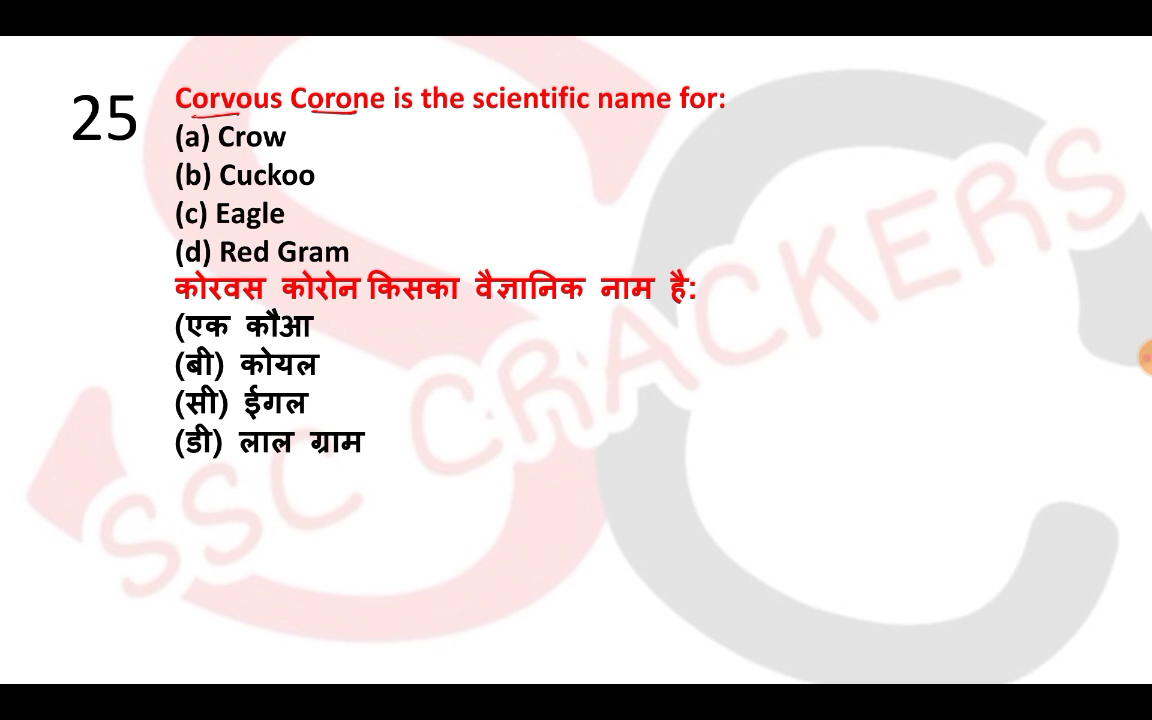 25
Corvous Corone is the scientific name for:
(a) Crow
(b) Cuckoo
(c) Eagle
(d) Red Gram
कोरवस कोरोन किसका वैज्ञानिक नाम है:
(एक कौआ
(बी) कोयल
(सी) ईगल
(डी) लाल ग्राम
SSC CRACKERS